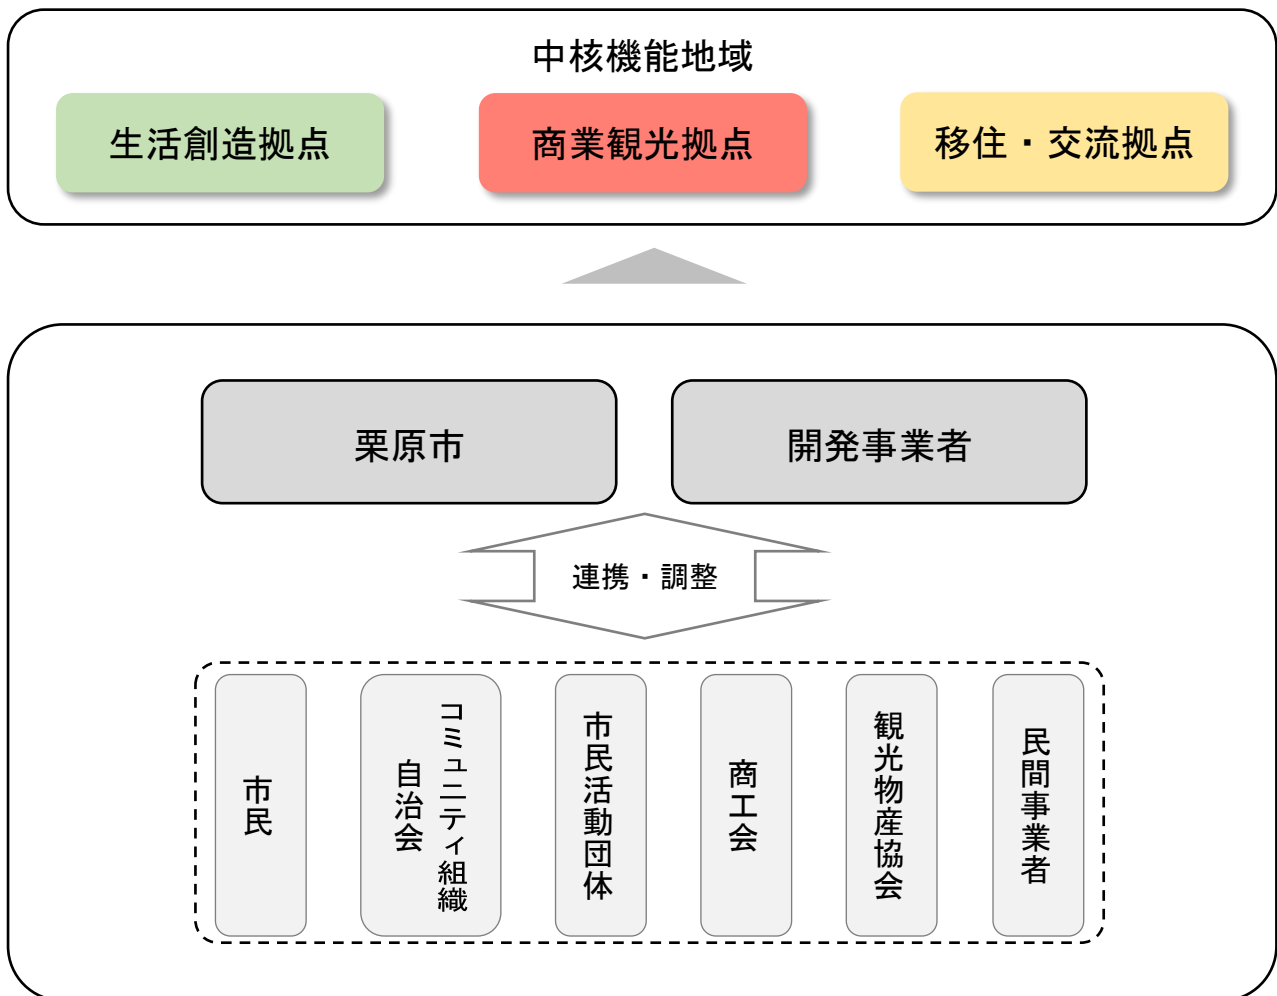 中核機能地域
生活創造拠点
商業観光拠点
移住・交流拠点
栗原市
開発事業者
連携・調整
市民
コミュニティ組織
自治会
市民活動団体
商工会
観光物産協会
民間事業者